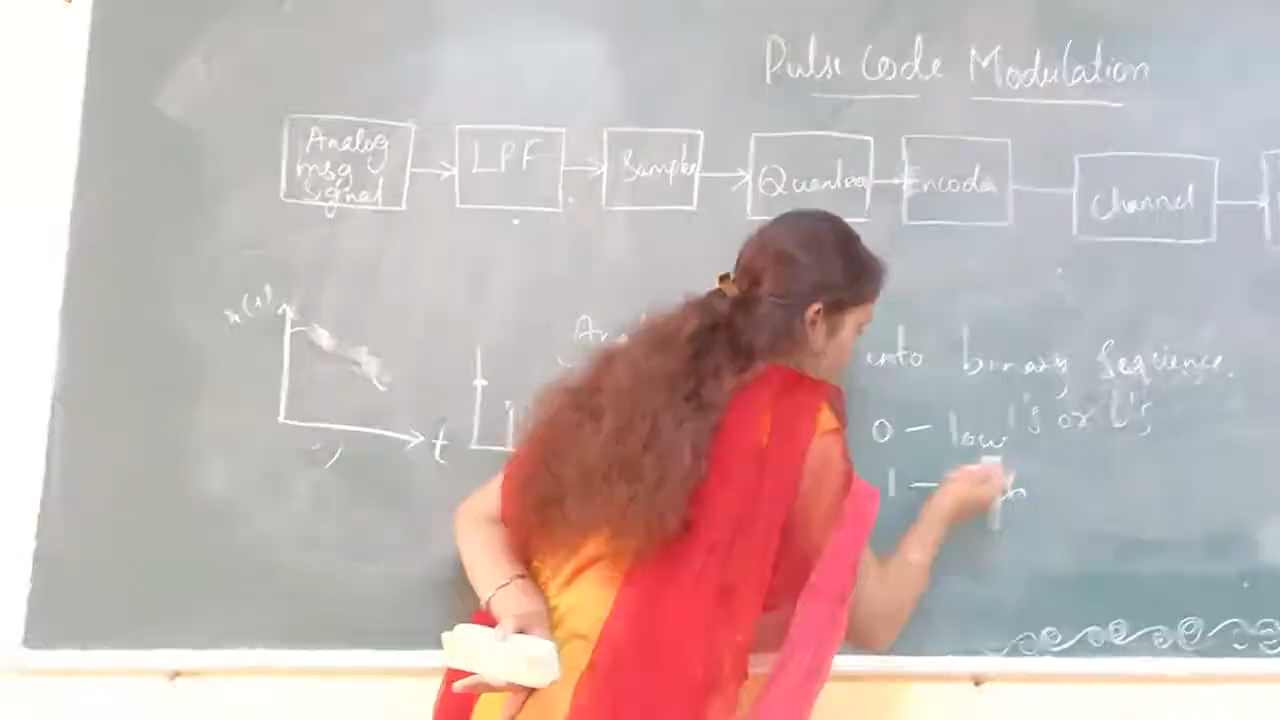 Pulse Code Modulation
Analog
msg
signal
LPF
Sampler
Quantizer
Encoder
Channel
x(t)
t
into binary Sequence.
1's or 0's
0 – low
1 –